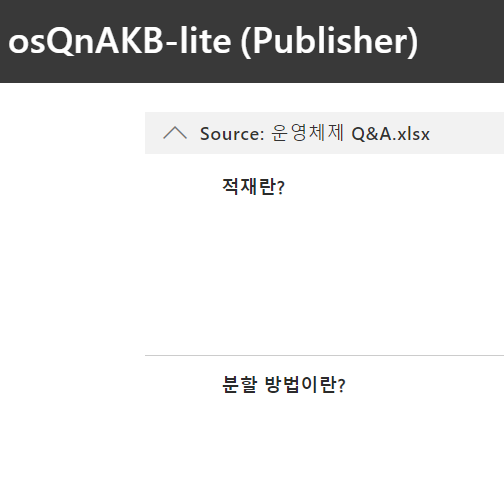 osQnAKB-lite (Publisher)
Source: 운영체제 Q&A.xlsx
적재란?
분할 방법이란?